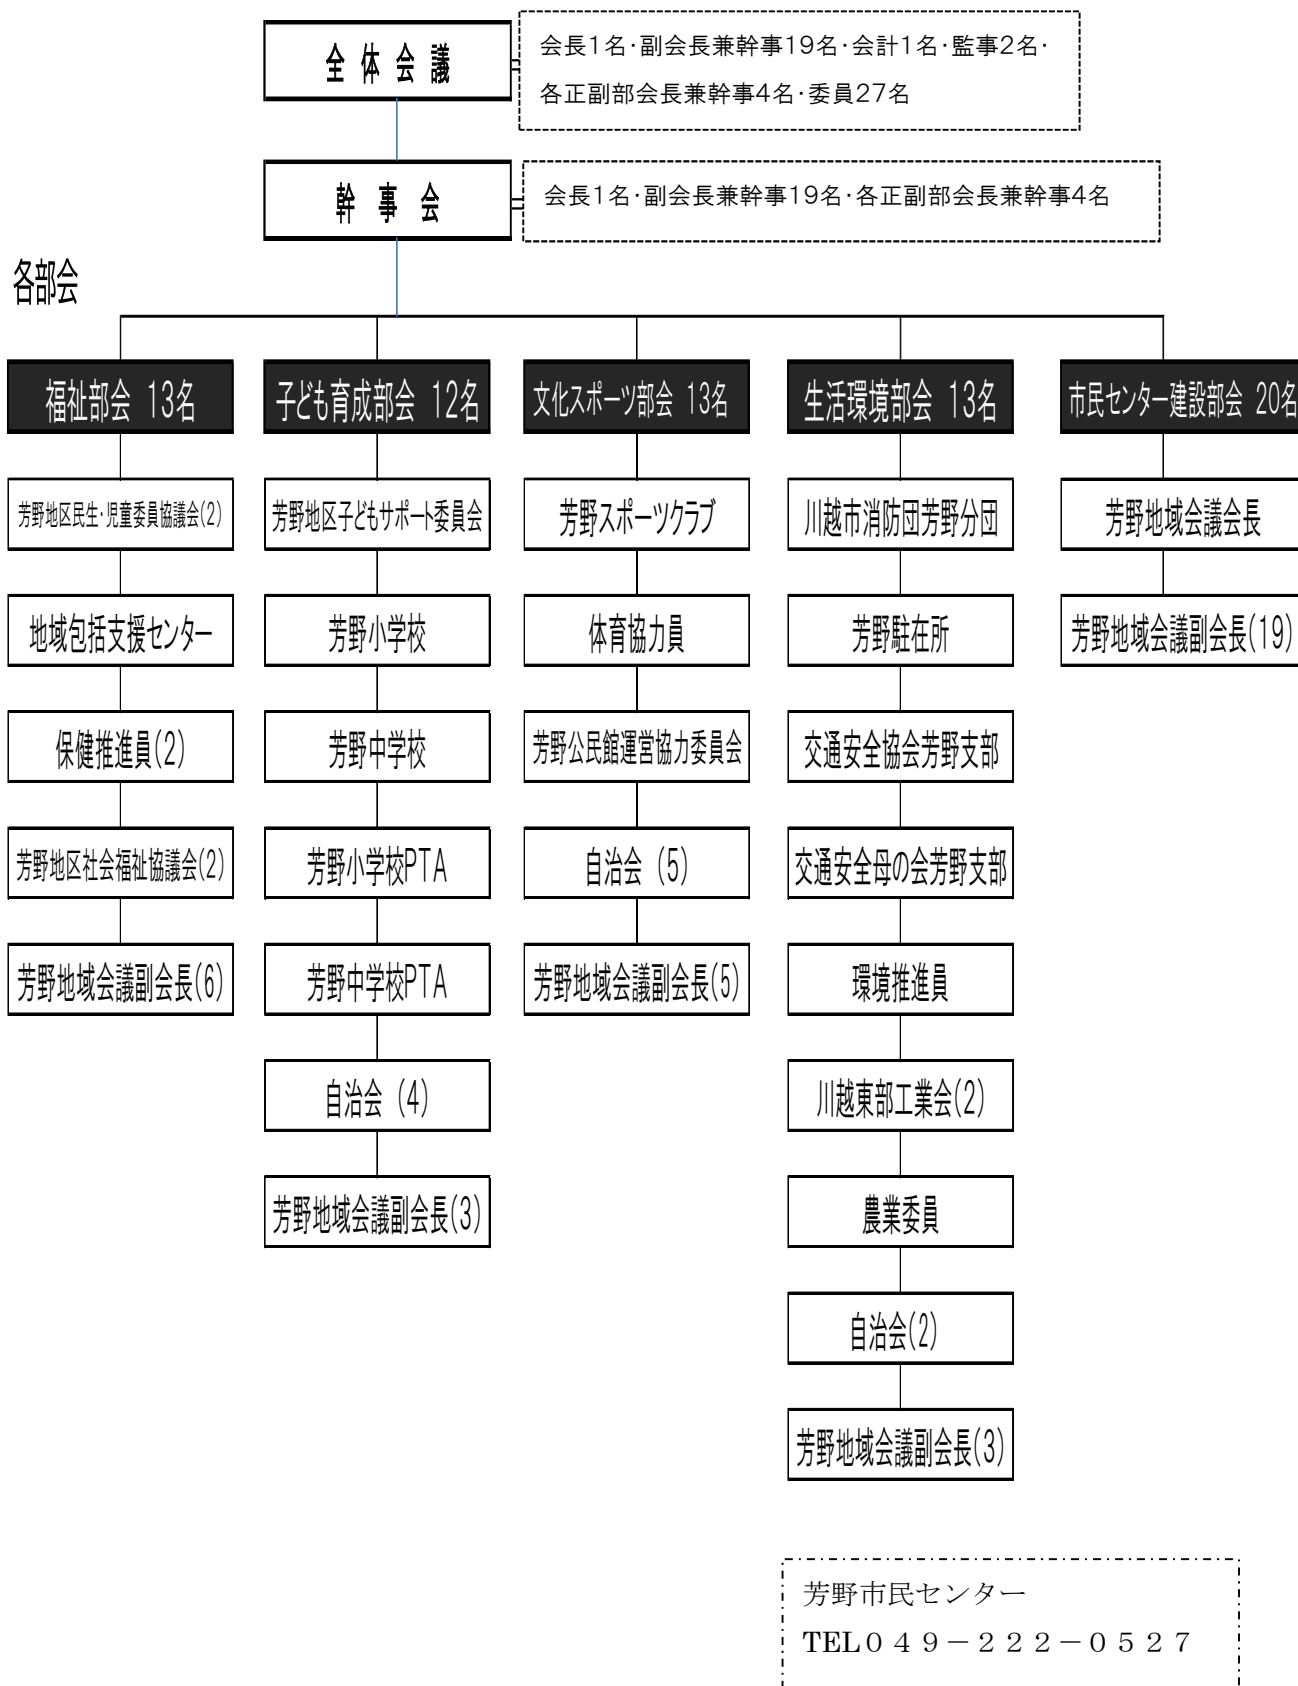 全体会議
会長1名・副会長兼幹事19名・会計1名・監事2名・
各正副部会長兼幹事4名・委員27名
幹事会
会長1名・副会長兼幹事19名・各正副部会長兼幹事4名
各部会
福祉部会 13名
芳野地区民生・児童委員協議会(2)
地域包括支援センター
保健推進員(2)
芳野地区社会福祉協議会(2)
芳野地域会議副会長(6)
子ども育成部会 12名
芳野地区子どもサポート委員会
芳野小学校
芳野中学校
芳野小学校PTA
芳野中学校PTA
自治会 (4)
芳野地域会議副会長(3)
文化スポーツ部会 13名
芳野スポーツクラブ
体育協力員
芳野公民館運営協力委員会
自治会 (5)
芳野地域会議副会長(5)
生活環境部会 13名
川越市消防団芳野分団
芳野駐在所
交通安全協会芳野支部
交通安全母の会芳野支部
環境推進員
川越東部工業会(2)
農業委員
自治会(2)
芳野地域会議副会長(3)
市民センター建設部会 20名
芳野地域会議会長
芳野地域会議副会長(19)
芳野市民センター
TEL049-222-0527